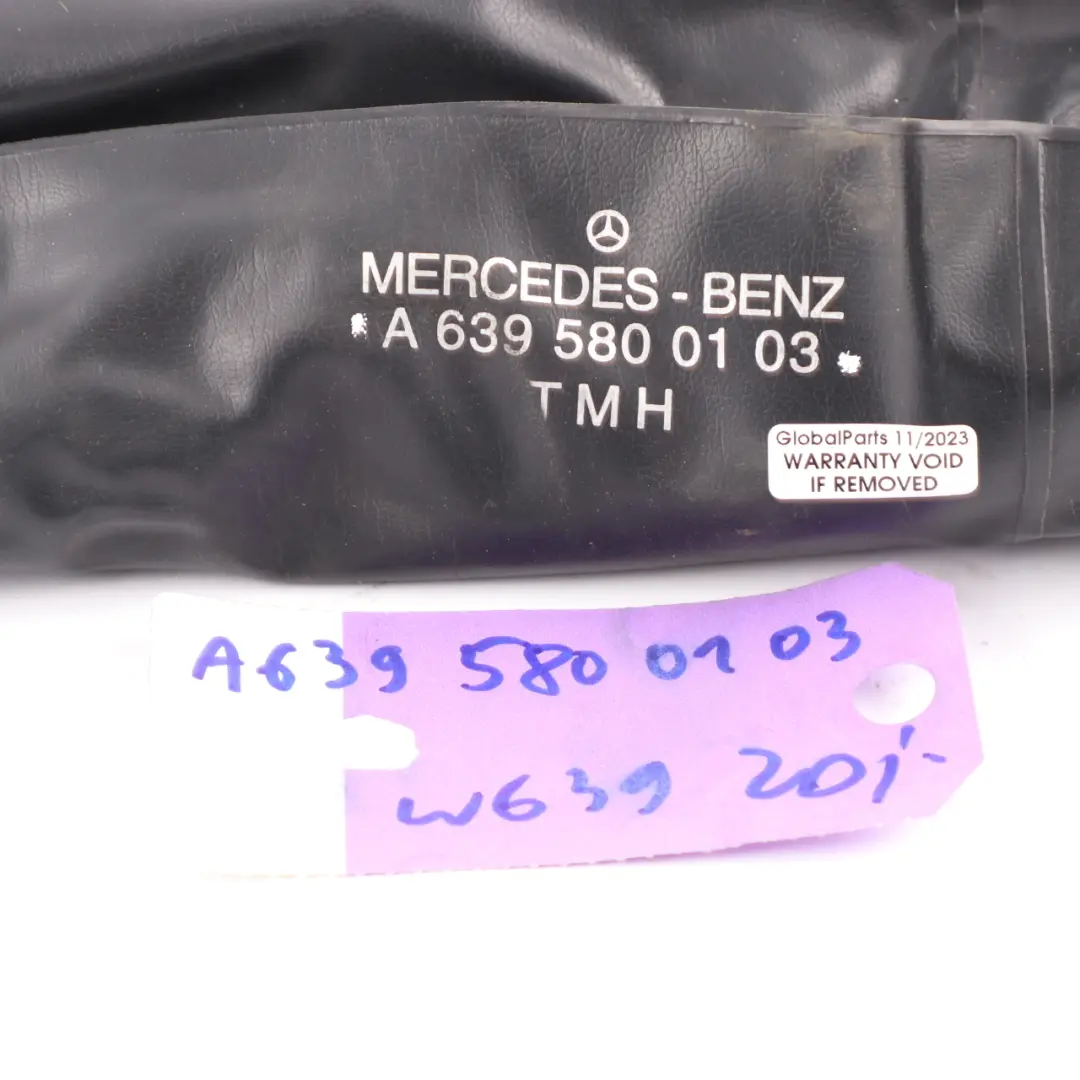 MERCEDES-BENZ
* A 639 580 01 03 *
TMH
GlobalParts 11/2023
WARRANTY VOID
IF REMOVED
A639 580 01 03
W639